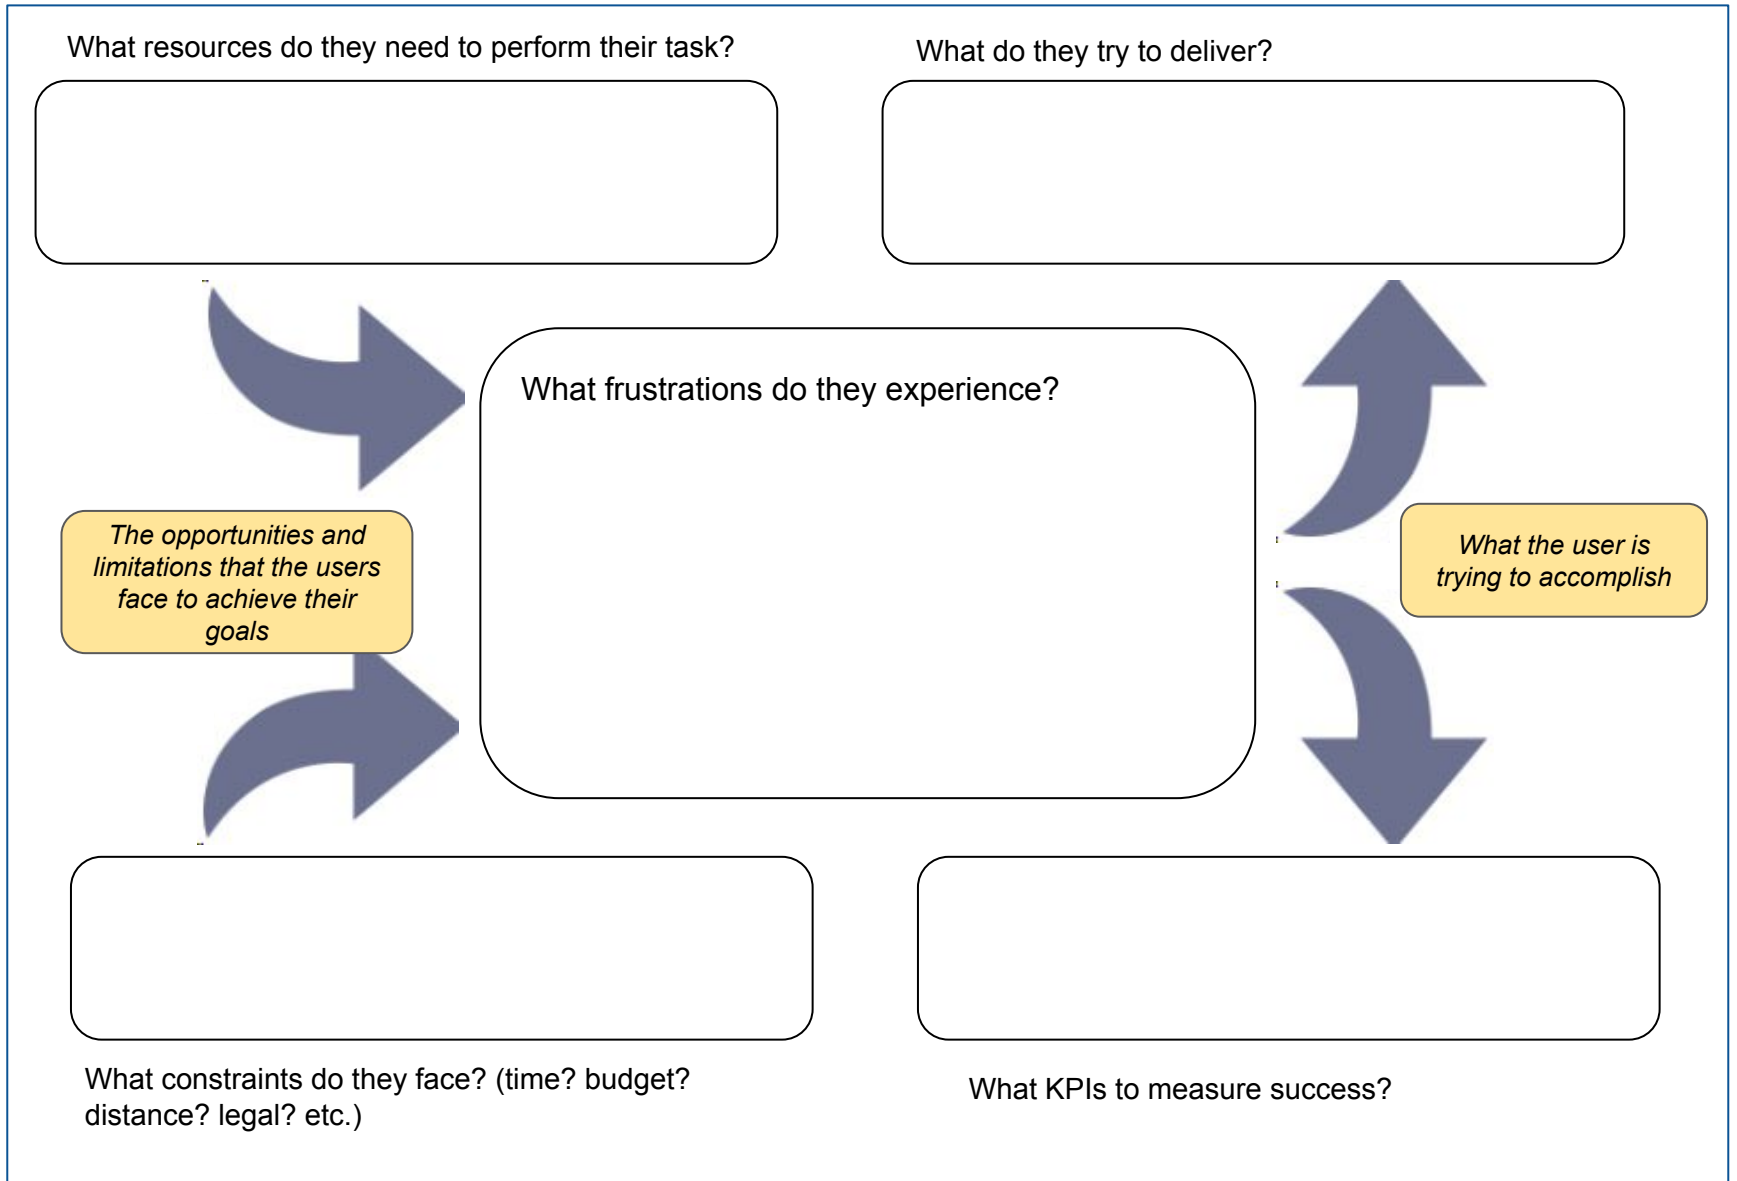 What resources do they need to perform their task?
What do they try to deliver?
What frustrations do they experience?
The opportunities and
limitations that the users
face to achieve their
goals
What the user is
trying to accomplish
What constraints do they face? (time? budget?
distance? legal? etc.)
What KPIs to measure success?